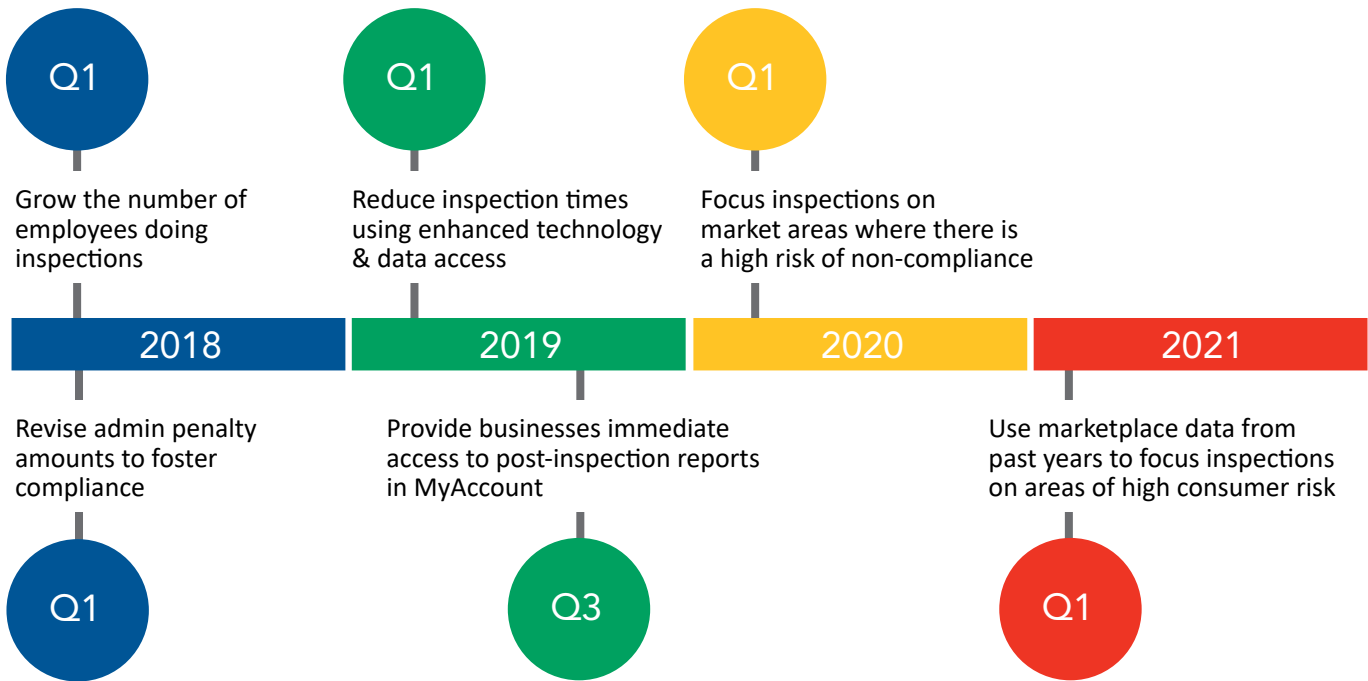 Q1
Q1
Q1
Grow the number of
employees doing
inspections
Reduce inspection times
using enhanced technology
& data access
Focus inspections on
market areas where there is
a high risk of non-compliance
2018
2019
2020
2021
Revise admin penalty
amounts to foster
compliance
Provide businesses immediate
access to post-inspection reports
in MyAccount
Use marketplace data from
past years to focus inspections
on areas of high consumer risk
Q1
Q3
Q1